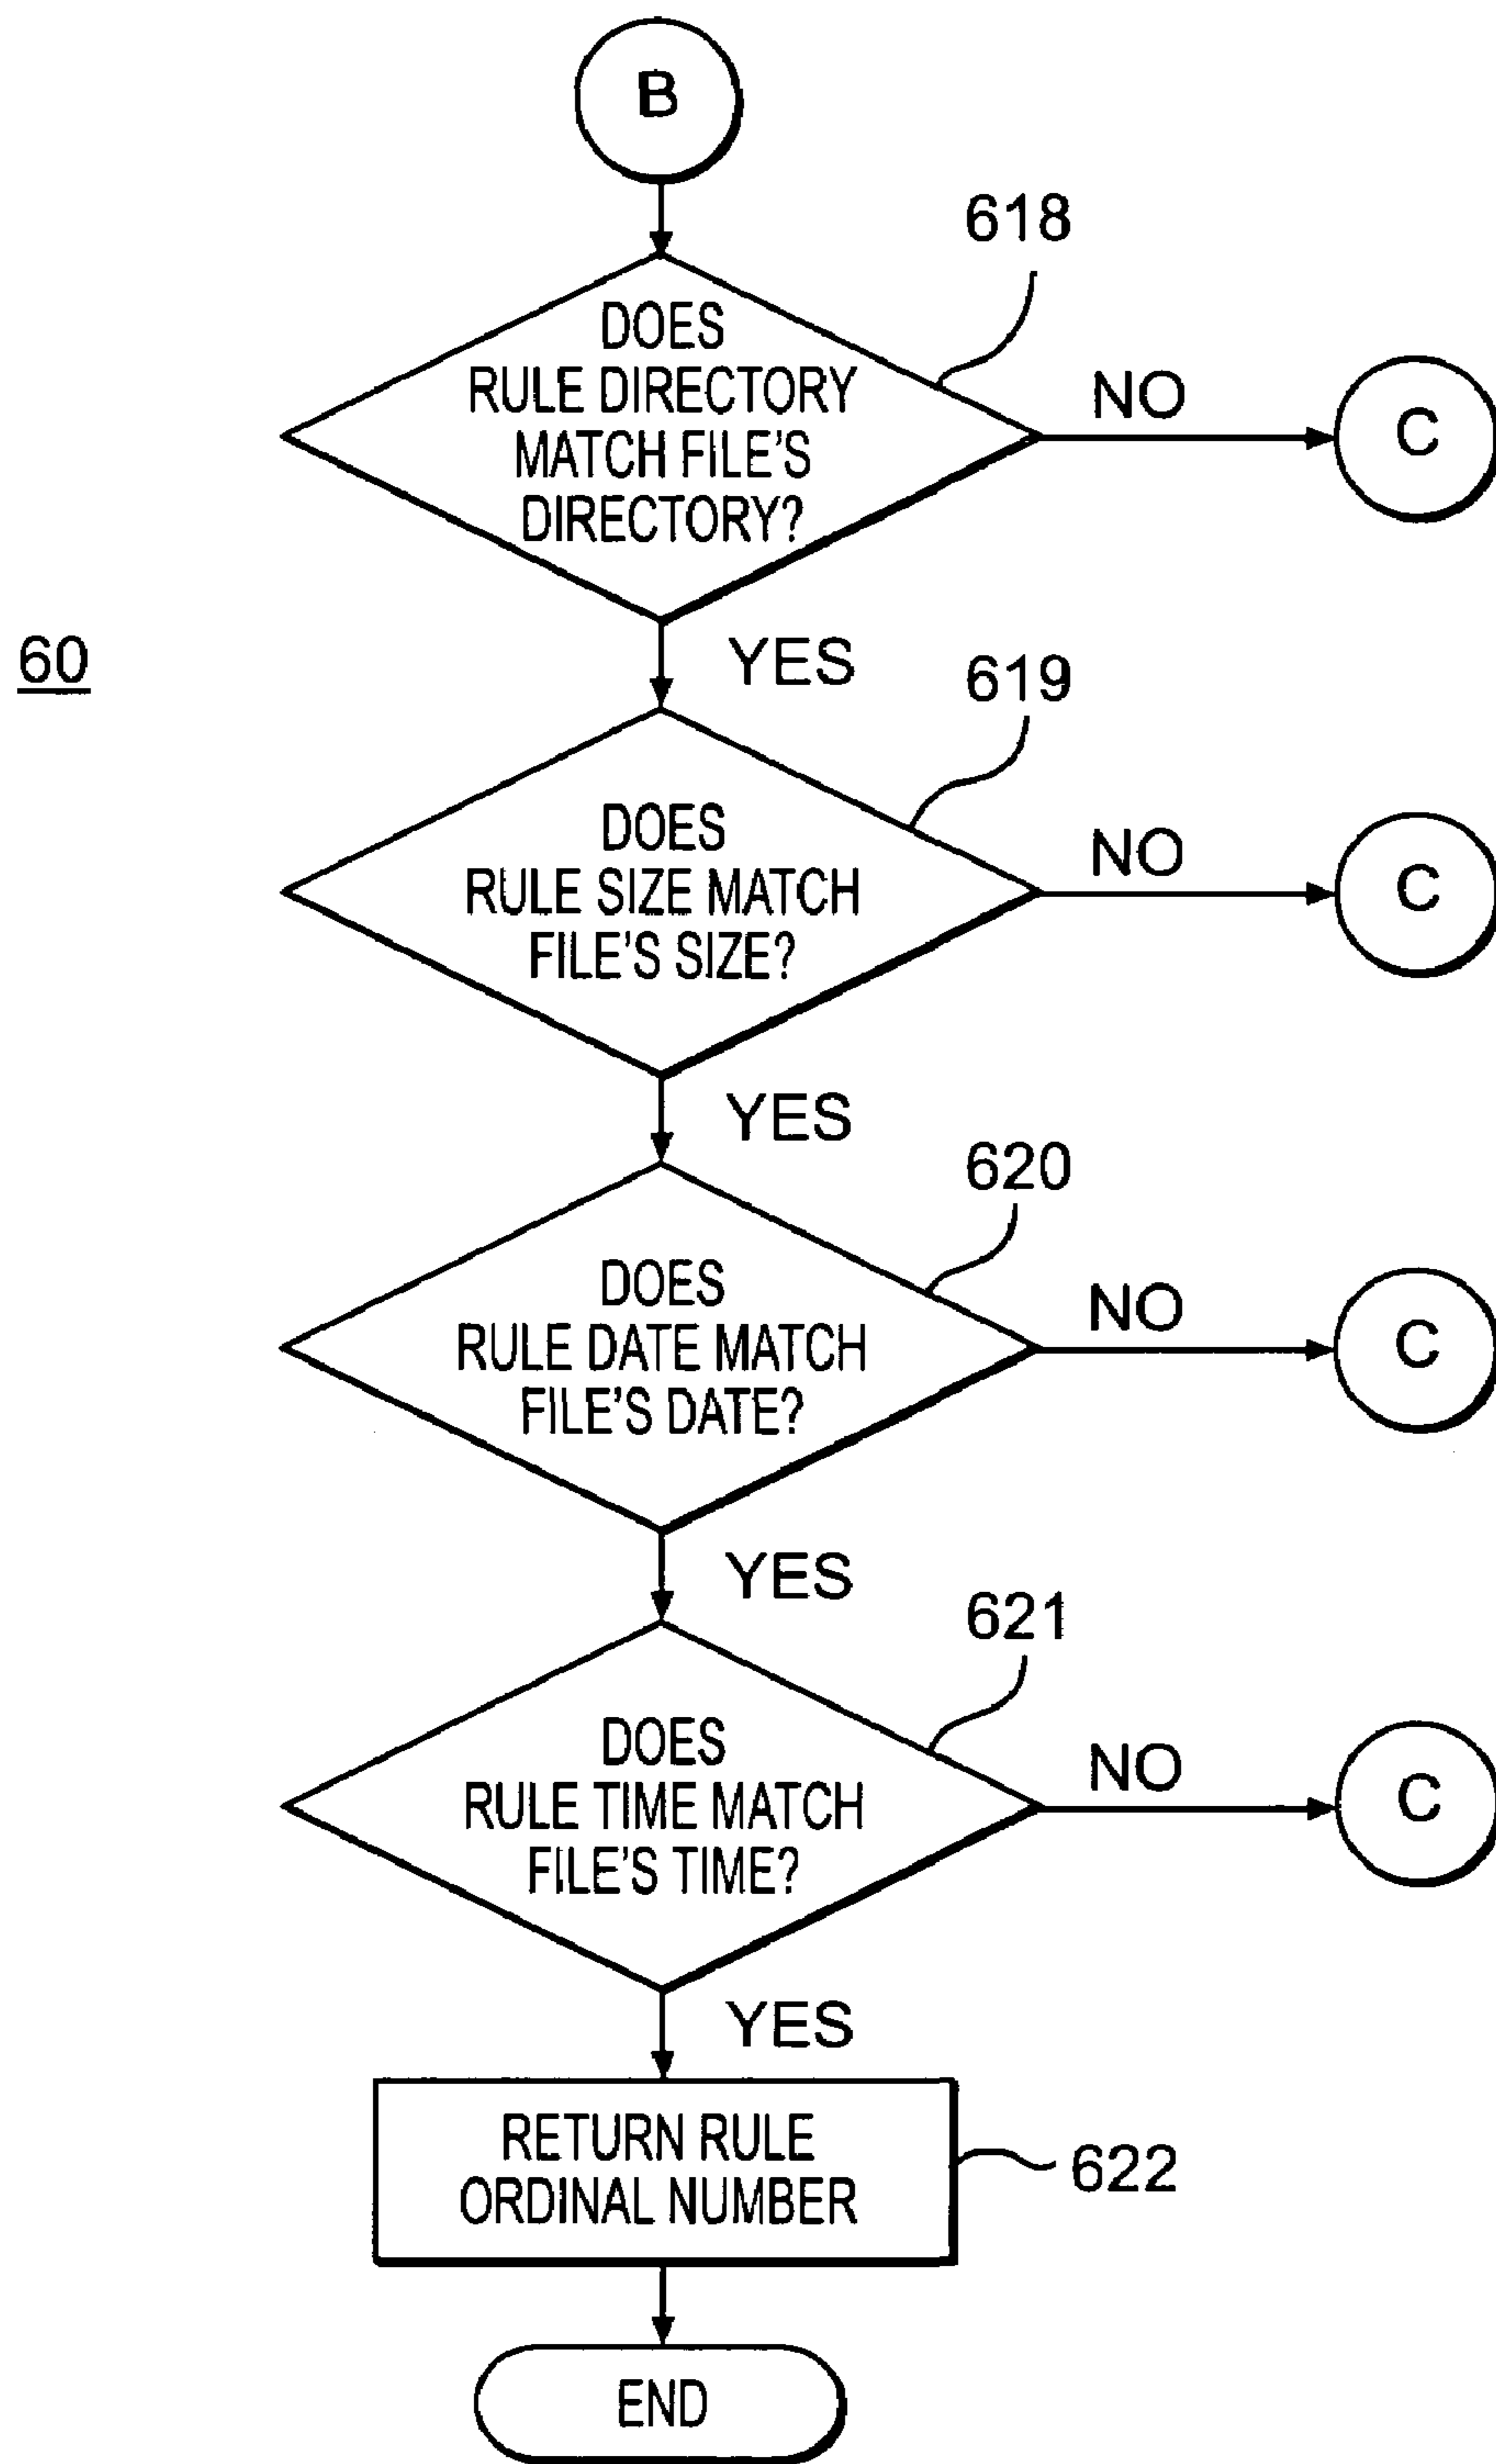 B
618
DOES
RULE DIRECTORY
MATCH FILE'S
DIRECTORY?
NO
C
60
YES
619
DOES
RULE SIZE MATCH
FILE'S SIZE?
NO
C
YES
620
DOES
RULE DATE MATCH
FILE'S DATE?
NO
C
YES
621
DOES
RULE TIME MATCH
FILE'S TIME?
NO
C
YES
RETURN RULE
ORDINAL NUMBER
622
END